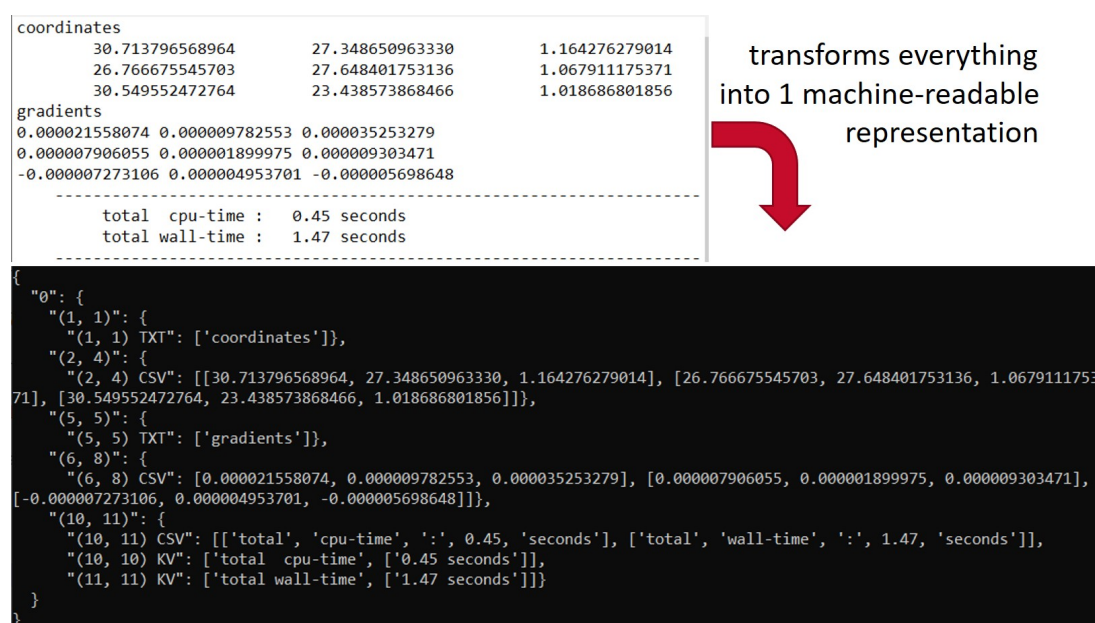 coordinates
30.713796568964 27.348650963330 1.164276279014
26.766675545703 27.648401753136 1.067911175371
30.549552472764 23.438573868466 1.018686801856
gradients
0.000021558074 0.000009782553 0.000035253279
0.000007906055 0.000001899975 0.000009303471
-0.000007273106 0.000004953701 -0.000005698648
--------------------------------------------------------------------
total  cpu-time :   0.45 seconds
total wall-time :   1.47 seconds
--------------------------------------------------------------------
transforms everything
into 1 machine-readable
representation
{
  "0": {
    "(1, 1)": {
      "(1, 1) TXT": ['coordinates']},
    "(2, 4)": {
      "(2, 4) CSV": [[30.713796568964, 27.348650963330, 1.164276279014], [26.766675545703, 27.648401753136, 1.0679111753
71], [30.549552472764, 23.438573868466, 1.018686801856]]},
    "(5, 5)": {
      "(5, 5) TXT": ['gradients']},
    "(6, 8)": {
      "(6, 8) CSV": [0.000021558074, 0.000009782553, 0.000035253279], [0.000007906055, 0.000001899975, 0.000009303471],
[-0.000007273106, 0.000004953701, -0.000005698648]]},
    "(10, 11)": {
      "(10, 11) CSV": [['total', 'cpu-time', ':', 0.45, 'seconds'], ['total', 'wall-time', ':', 1.47, 'seconds']],
      "(10, 10) KV": ['total  cpu-time', ['0.45 seconds']],
      "(11, 11) KV": ['total wall-time', ['1.47 seconds']]}
  }
}